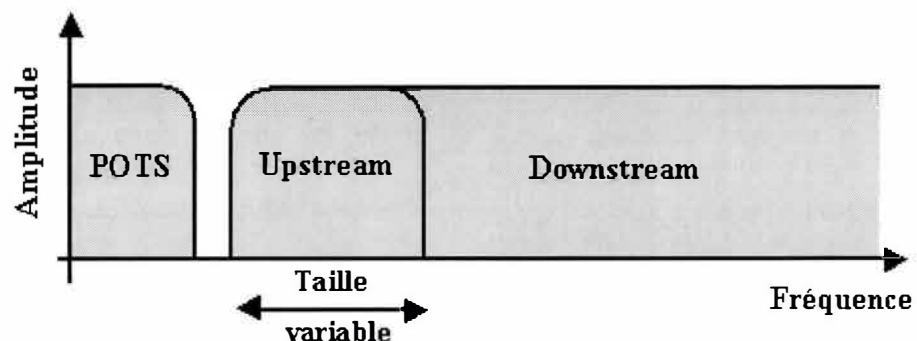 Amplitude
POTS
Upstream
Downstream
Taille
variable
Fréquence